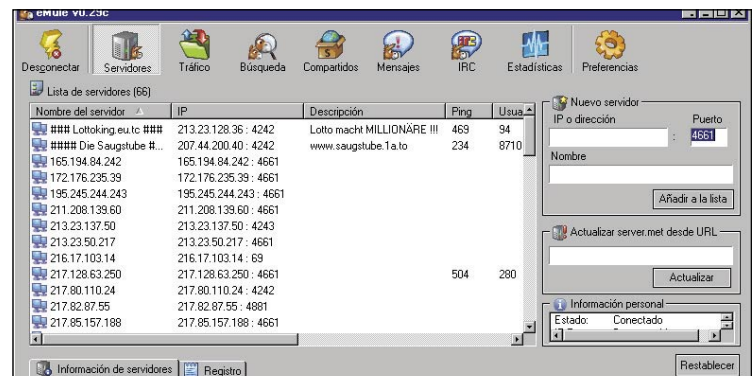 eMule v0.29c
Desconectar Servidores Tráfico Búsqueda Compartidos Mensajes IRC Estadísticas Preferencias
Lista de servidores (66)
Nombre del servidor IP Descripción Ping Usua
### Lottoking.eu.tc ### 213.23.128.36 : 4242 Lotto macht MILLIONÄRE !!! 469 94
#### Die Saugstube #... 207.44.200.40 : 4242 www.saugstube.1a.to 234 8710
165.194.84.242 165.194.84.242 : 4661
172.176.235.39 172.176.235.39 : 4661
195.245.244.243 195.245.244.243 : 4661
211.208.139.60 211.208.139.60 : 4661
213.23.137.50 213.23.137.50 : 4243
213.23.50.217 213.23.50.217 : 4661
216.17.103.14 216.17.103.14 : 69
217.128.63.250 217.128.63.250 : 4661 504 280
217.80.110.24 217.80.110.24 : 4242
217.82.87.55 217.82.87.55 : 4881
217.85.157.188 217.85.157.188 : 4661
Información de servidores Registro
Nuevo servidor
IP o dirección Puerto
: 4661
Nombre
Añadir a la lista
Actualizar server.met desde URL
Actualizar
Información personal
Estado: Conectado
Restablecer